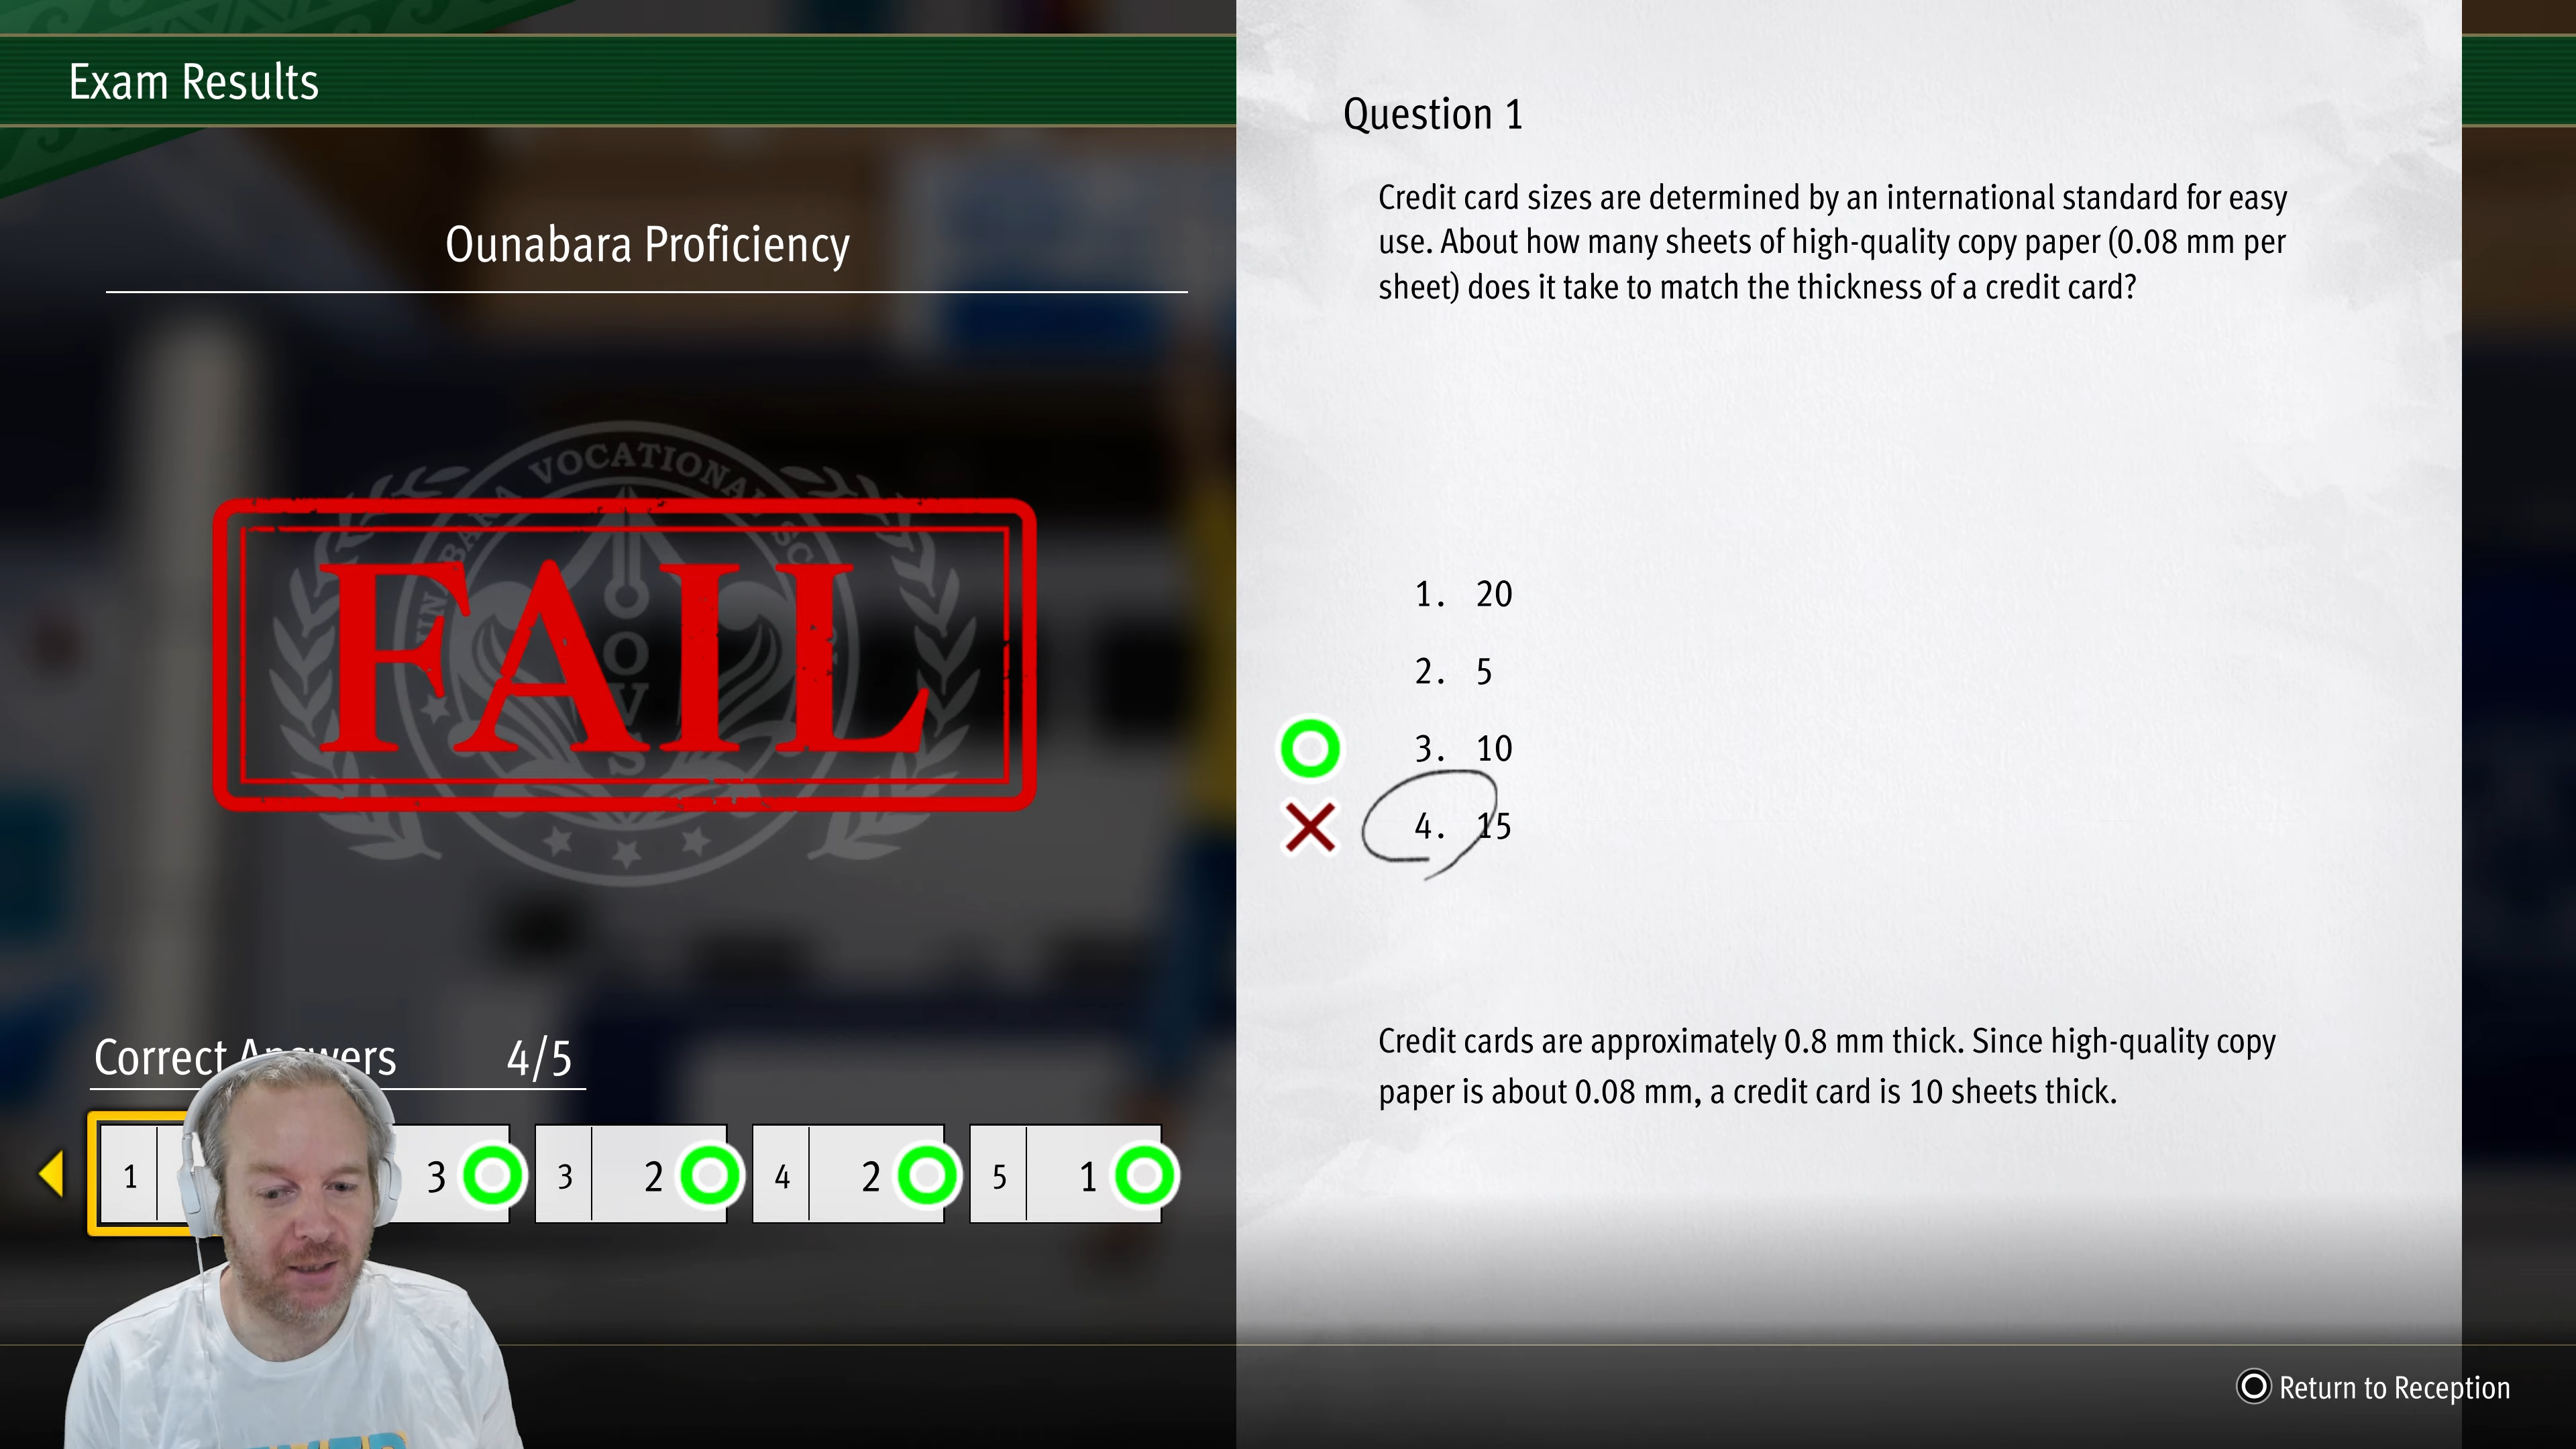 Exam Results
Ounabara Proficiency
VOCATIONAL
O
V
S
FAIL
Correct Answers 4/5
1
3
3 2
4 2
5 1
Question 1
Credit card sizes are determined by an international standard for easy
use. About how many sheets of high-quality copy paper (0.08 mm per
sheet) does it take to match the thickness of a credit card?
1. 20
2. 5
3. 10
4. 15
Credit cards are approximately 0.8 mm thick. Since high-quality copy
paper is about 0.08 mm, a credit card is 10 sheets thick.
Return to Reception